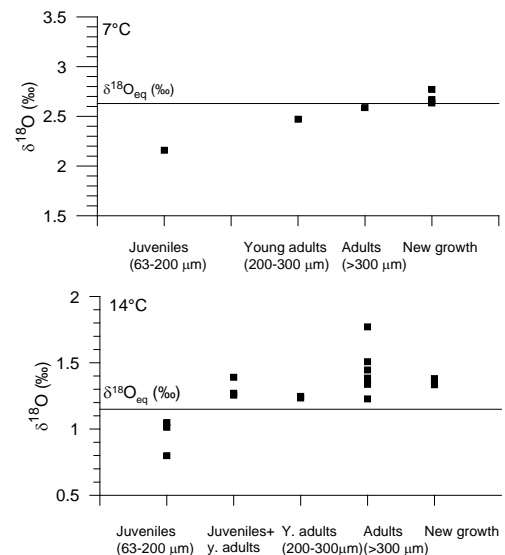 7°C
3.5
3
2.5
2
1.5
δ18O (‰)
δ18Oeq (‰)
Juveniles Young adults Adults New growth
(63-200 μm) (200-300 μm) (>300 μm)
14°C
2
1.5
1
0.5
δ18O (‰)
δ18Oeq (‰)
Juveniles Juveniles+ Y. adults Adults New growth
(63-200 μm) y. adults (200-300μm)(>300 μm)